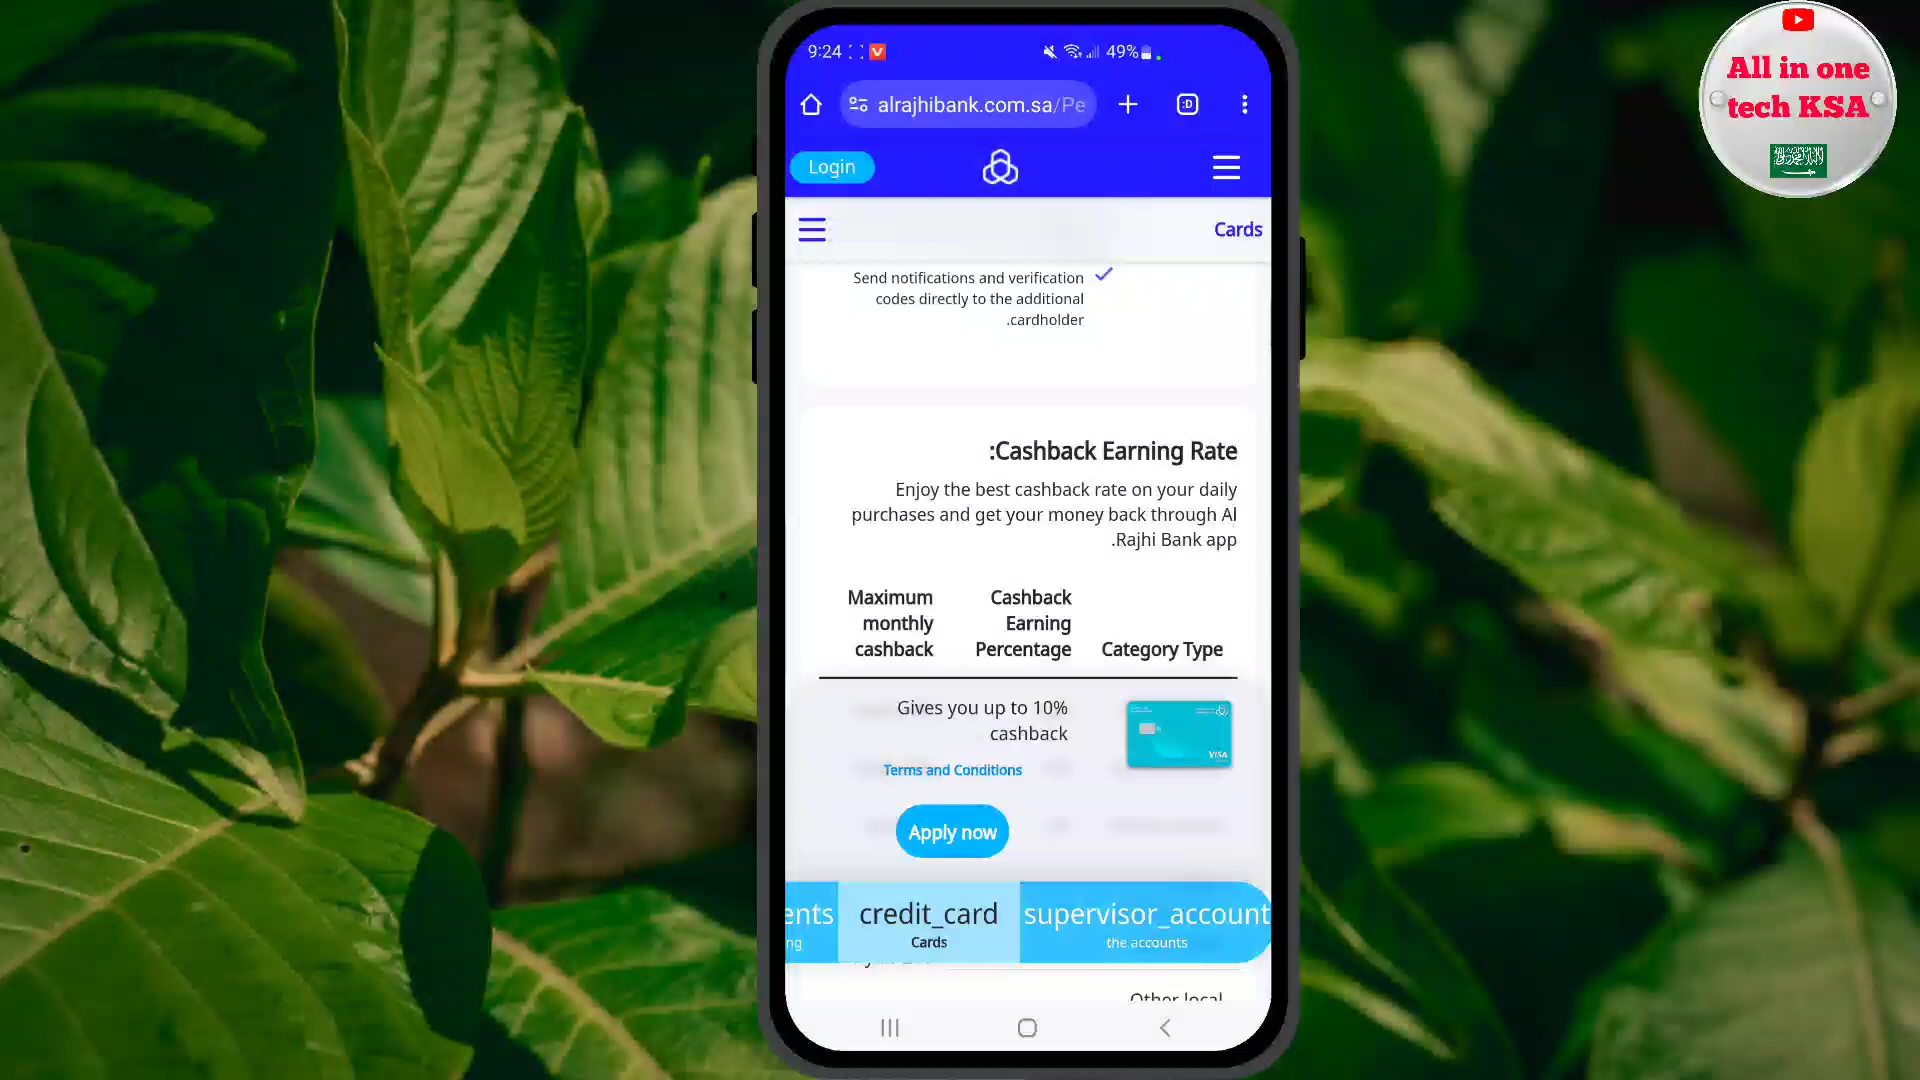 All in one
tech KSA
9:24
49%
alrajhibank.com.sa/Pe
Login
Cards
Send notifications and verification
codes directly to the additional
.cardholder
:Cashback Earning Rate
Enjoy the best cashback rate on your daily
purchases and get your money back through Al
.Rajhi Bank app
Maximum monthly cashback
Cashback Earning Percentage
Category Type
Gives you up to 10%
cashback
VISA
Terms and Conditions
Apply now
ents
credit_card
supervisor_account
ng
Cards
the accounts
Other local